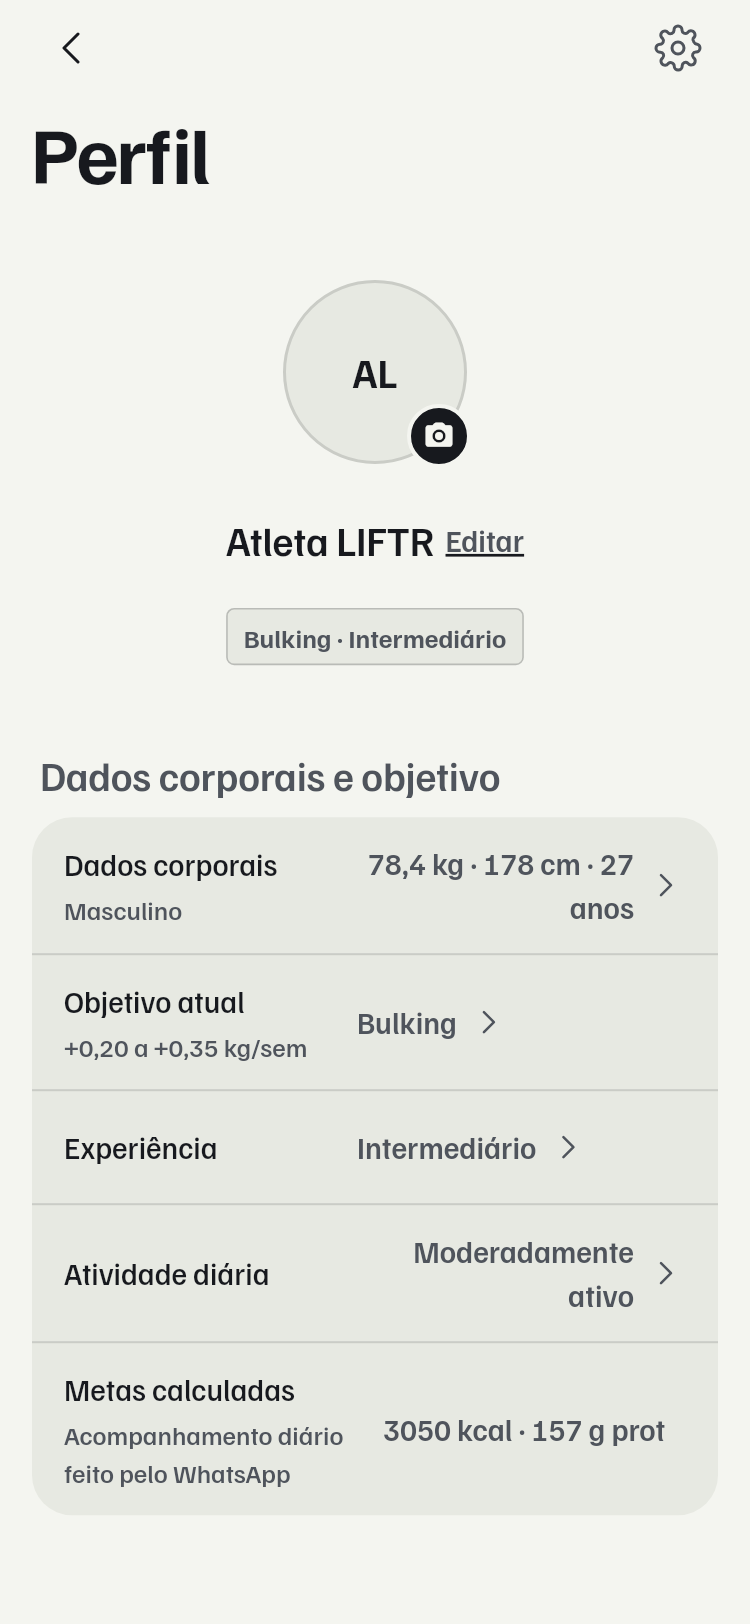 Perfil
AL
Atleta LIFTR Editar
Bulking · Intermediário
Dados corporais e objetivo
Dados corporais
Masculino
78,4 kg · 178 cm · 27
anos
Objetivo atual
+0,20 a +0,35 kg/sem
Bulking
Experiência
Intermediário
Atividade diária
Moderadamente
ativo
Metas calculadas
Acompanhamento diário
feito pelo WhatsApp
3050 kcal · 157 g prot